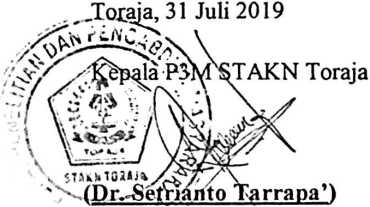 Toraja, 31 Juli 2019
Kepala P3M STAKN Toraja
STAKN TORAJA
(Dr. Setrianto Tarrapa')